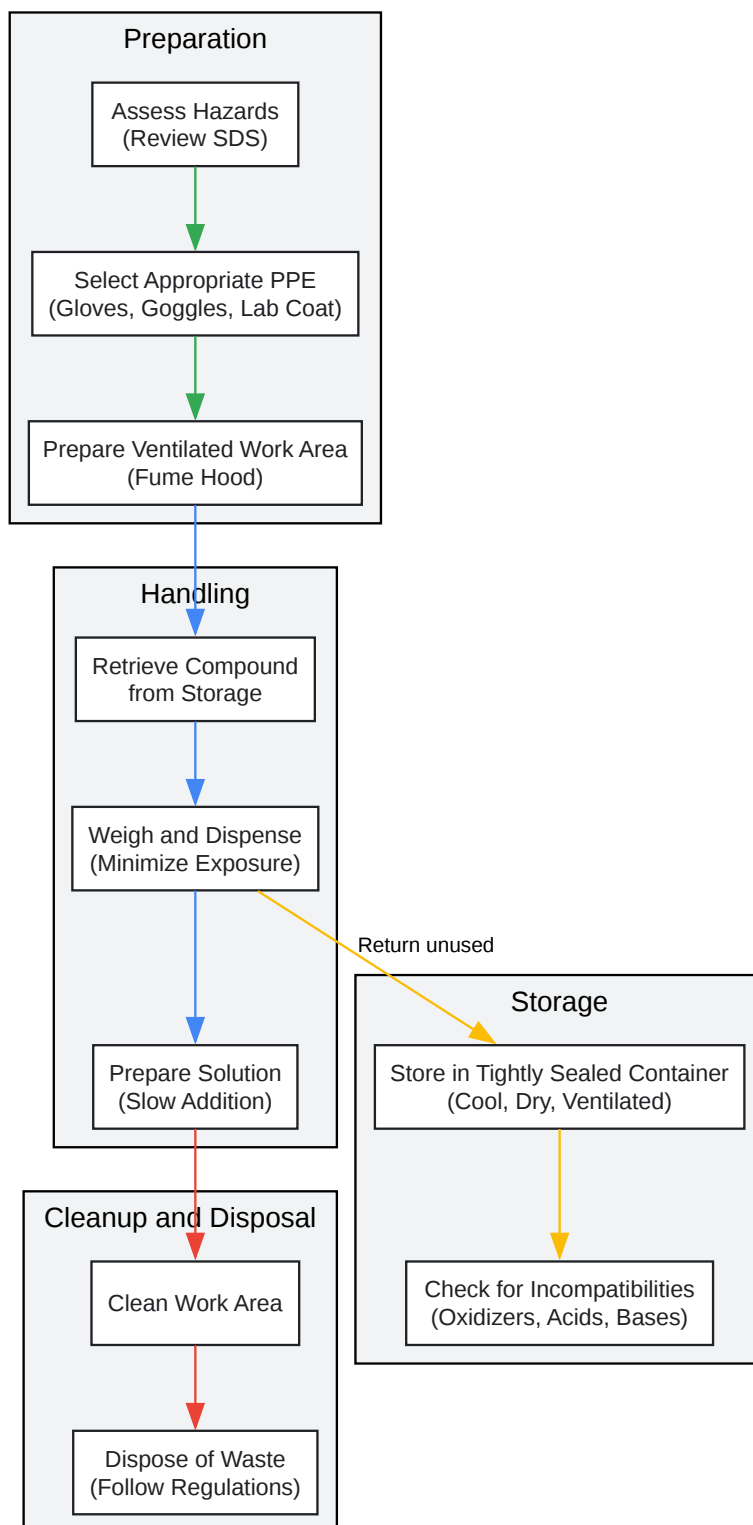 Preparation
Assess Hazards
(Review SDS)
Select Appropriate PPE
(Gloves, Goggles, Lab Coat)
Prepare Ventilated Work Area
(Fume Hood)
Handling
Retrieve Compound
from Storage
Weigh and Dispense
(Minimize Exposure)
Return unused
Storage
Prepare Solution
(Slow Addition)
Store in Tightly Sealed Container
(Cool, Dry, Ventilated)
Cleanup and Disposal
Clean Work Area
Check for Incompatibilities
(Oxidizers, Acids, Bases)
Dispose of Waste
(Follow Regulations)